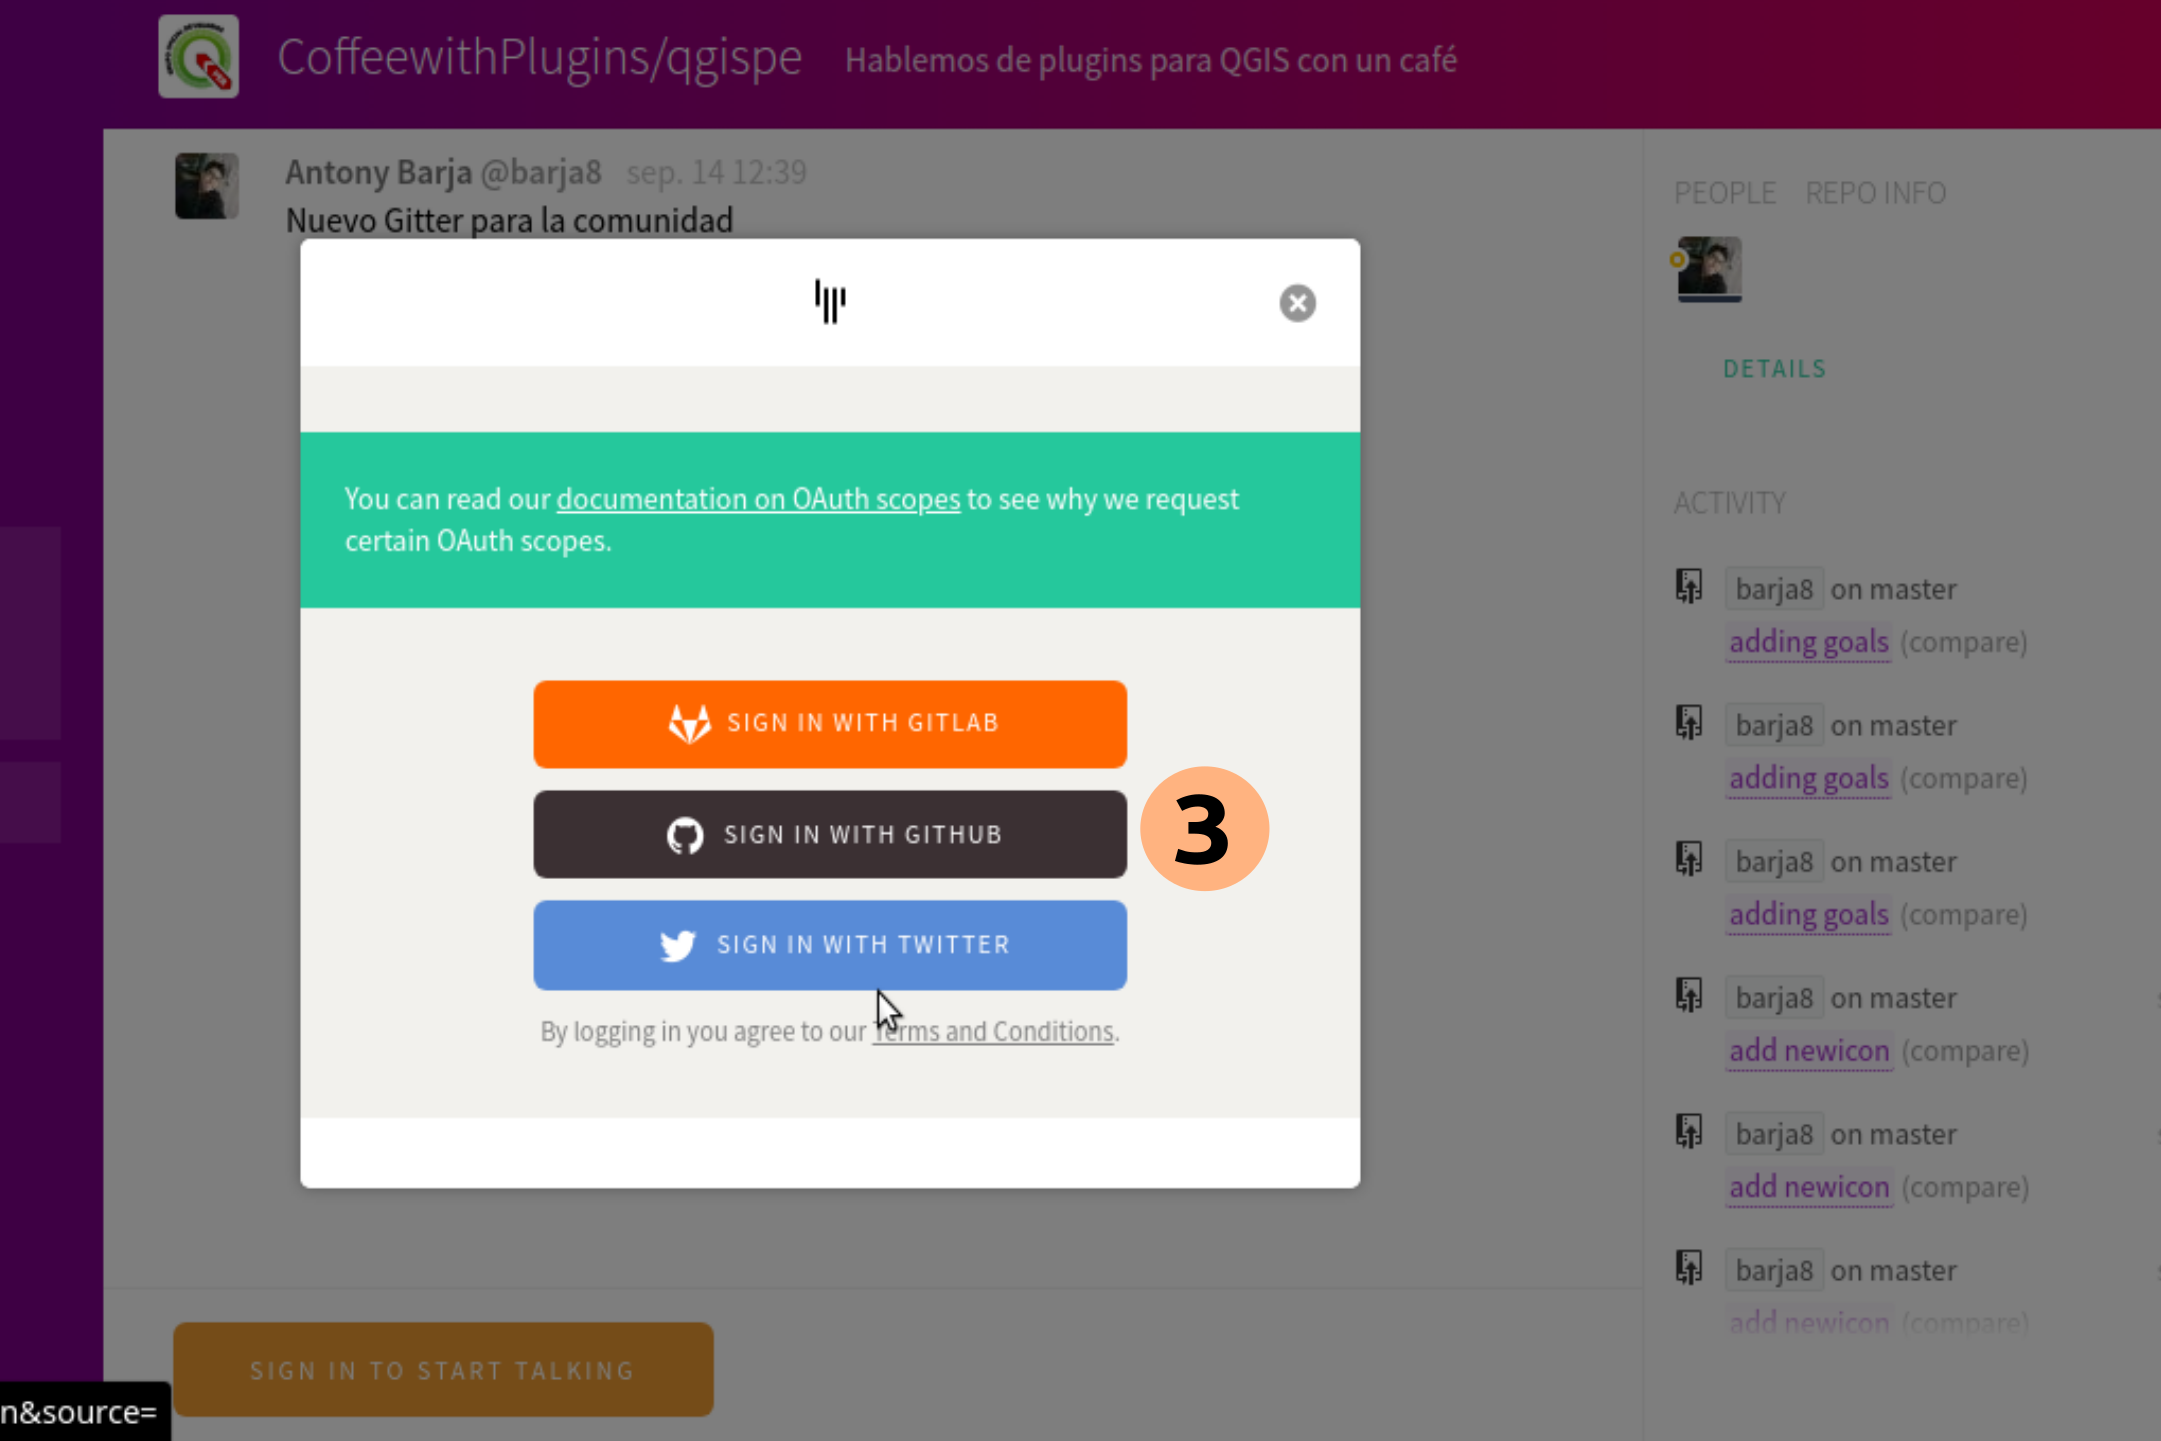 CoffeewithPlugins/qgispe Hablemos de plugins para QGIS con un café
Antony Barja @barja8 sep. 14 12:39
Nuevo Gitter para la comunidad
You can read our documentation on OAuth scopes to see why we request
certain OAuth scopes.
SIGN IN WITH GITLAB
SIGN IN WITH GITHUB
3
SIGN IN WITH TWITTER
By logging in you agree to our Terms and Conditions.
SIGN IN TO START TALKING
n&source=
PEOPLE REPO INFO
DETAILS
ACTIVITY
barja8 on master
adding goals (compare)
barja8 on master
adding goals (compare)
barja8 on master
adding goals (compare)
barja8 on master
add newicon (compare)
barja8 on master
add newicon (compare)
barja8 on master
add newicon (compare)